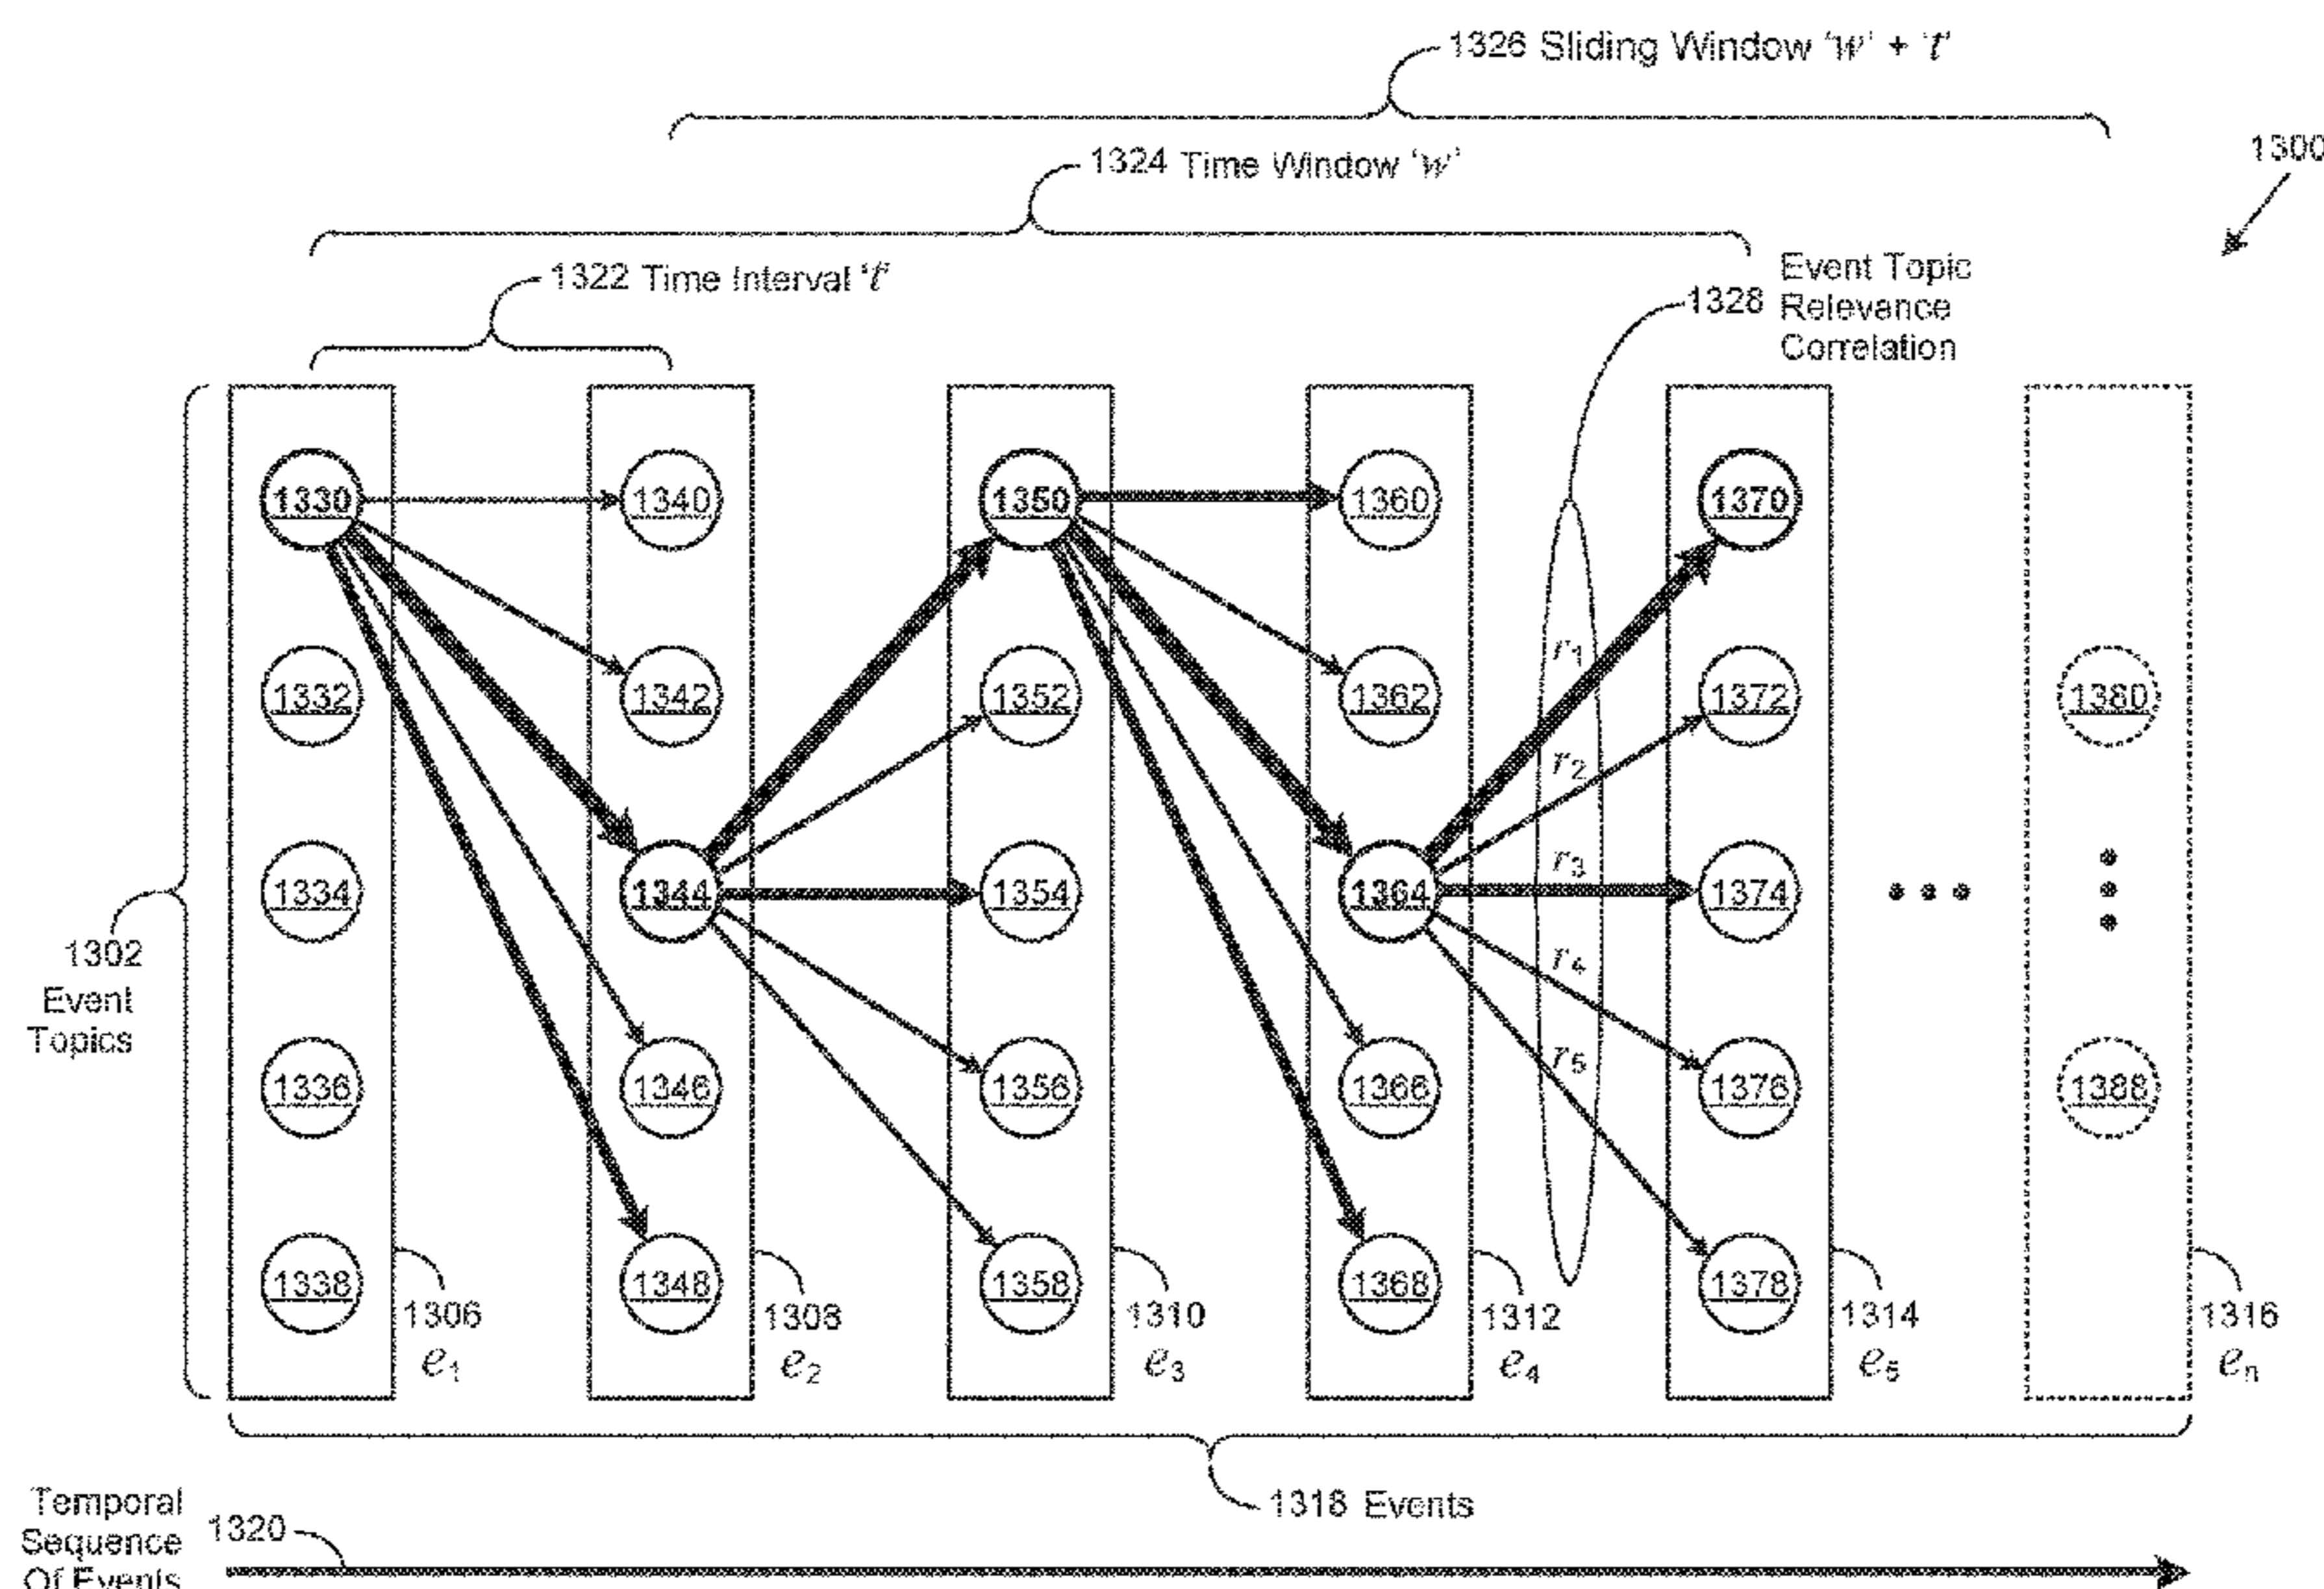 1326 Sliding Window 'w' + 't'
1300
1324 Time Window 'w'
1322 Time Interval 't'
1328
Event Topic
Relevance
Correlation
1330 1340 1350 1360 1370
r1
1332 1342 1352 1362 1372 1380
r2
1334 1344 1354 1364 r3 1374
1302
Event
Topics
r4
1336 1346 1356 1366 r5 1376 1388
1338 1348 1358 1368 1378
1306 1308 1310 1312 1314 1316
e1 e2 e3 e4 e5 en
1318 Events
Temporal
Sequence
Of Events
1320